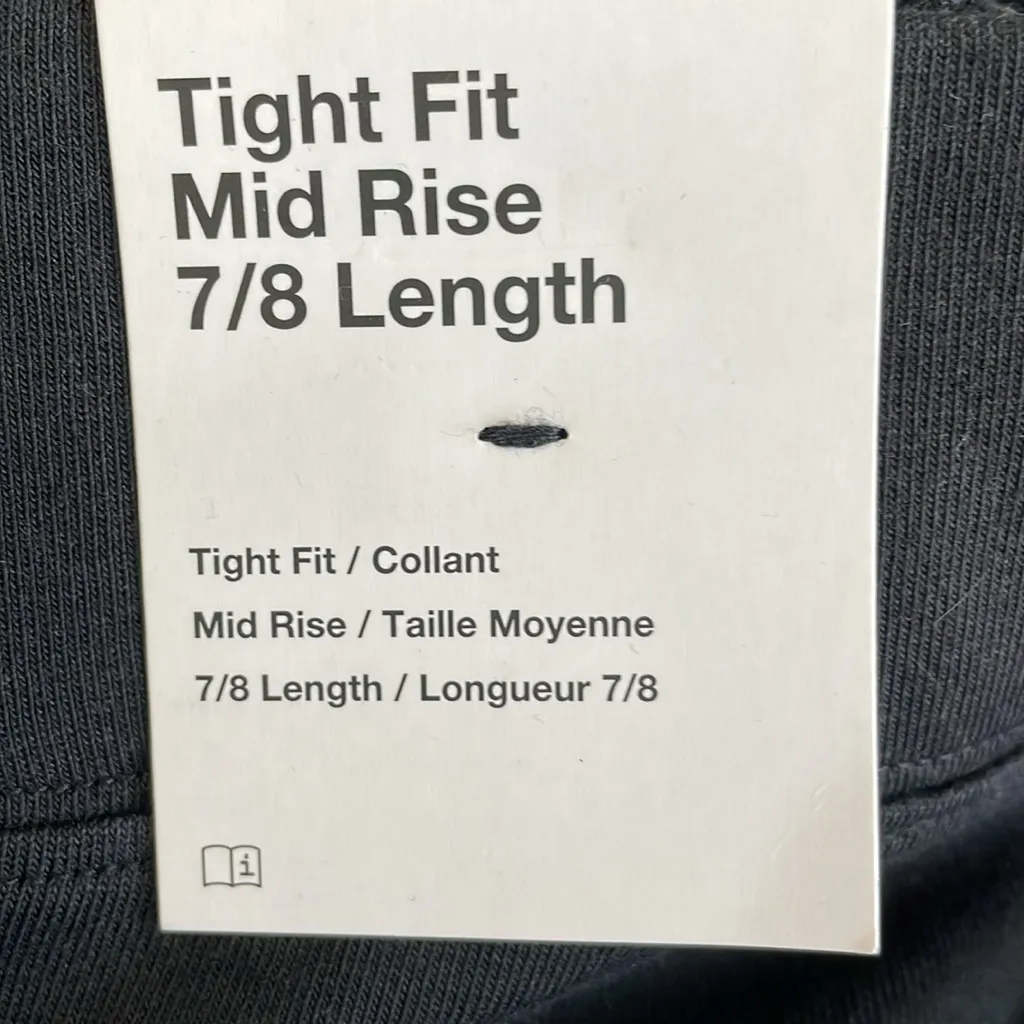 Tight Fit
Mid Rise
7/8 Length
Tight Fit / Collant
Mid Rise / Taille Moyenne
7/8 Length / Longueur 7/8
i